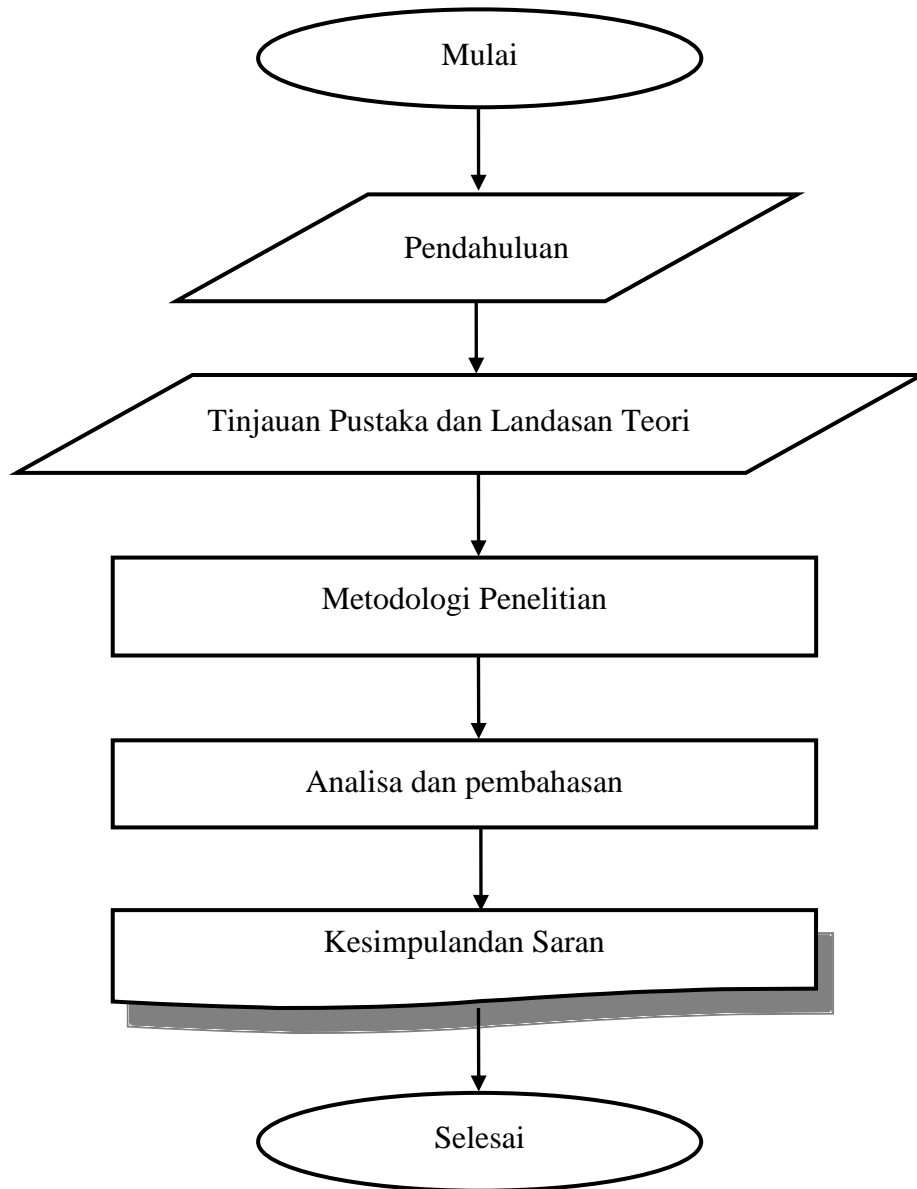 Mulai
Pendahuluan
Tinjauan Pustaka dan Landasan Teori
Metodologi Penelitian
Analisa dan pembahasan
Kesimpulandan Saran
Selesai